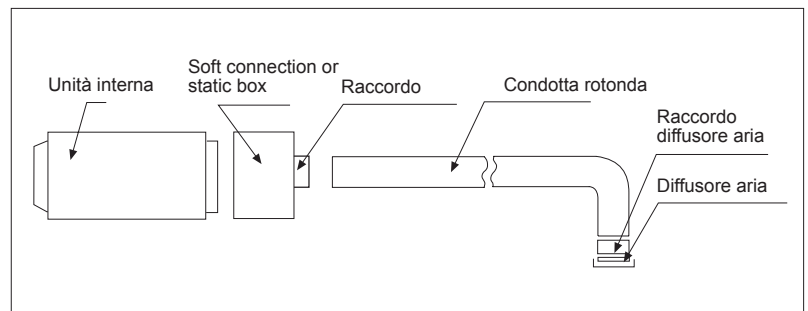 Unità interna
Soft connection or
static box
Raccordo
Condotta rotonda
Raccordo
diffusore aria
Diffusore aria